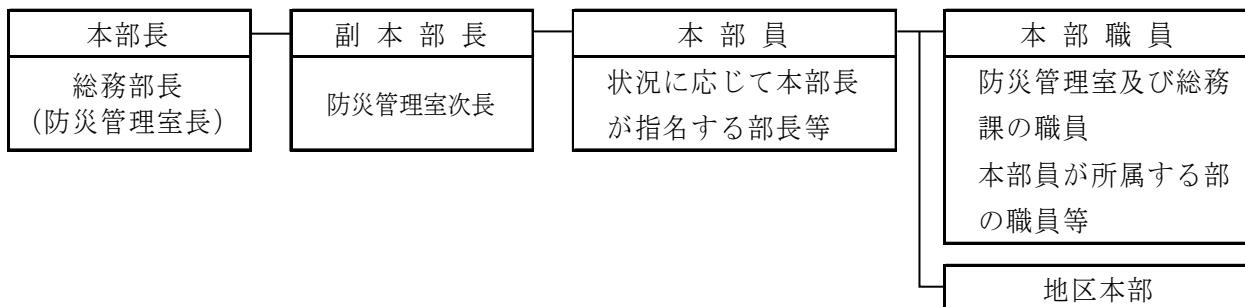 本部長
総務部長
（防災管理室長）
副 本 部 長
防災管理室次長
本 部 員
状況に応じて本部長
が指名する部長等
本 部 職 員
防災管理室及び総務
課の職員
本部員が所属する部
の職員等
地区本部